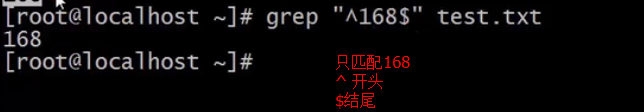 [root@localhost ~]# grep "^168$" test.txt
168
[root@localhost ~]#
只匹配168
^ 开头
$结尾